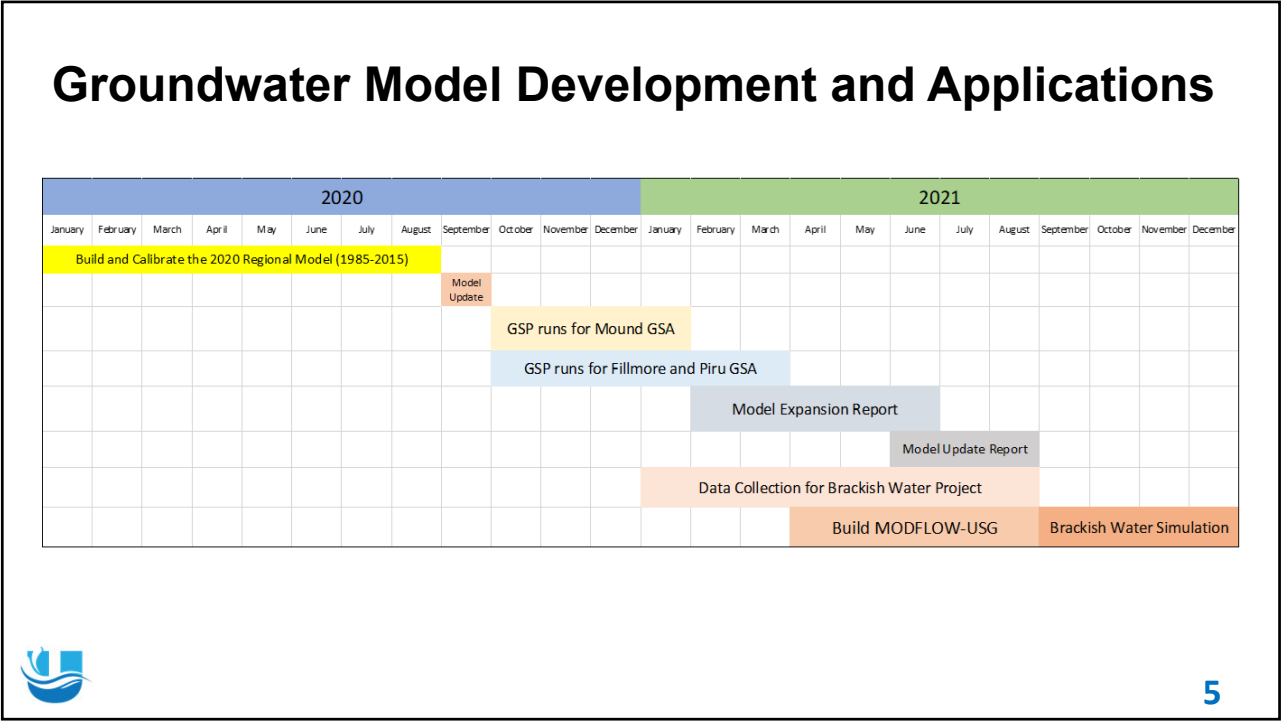 Groundwater Model Development and Applications
2020 2021
January February March April May June July August September October November December January February March April May June July August September October November December
Build and Calibrate the 2020 Regional Model (1985-2015)
Model
Update
GSP runs for Mound GSA
GSP runs for Fillmore and Piru GSA
Model Expansion Report
Model Update Report
Data Collection for Brackish Water Project
Build MODFLOW-USG Brackish Water Simulation
5